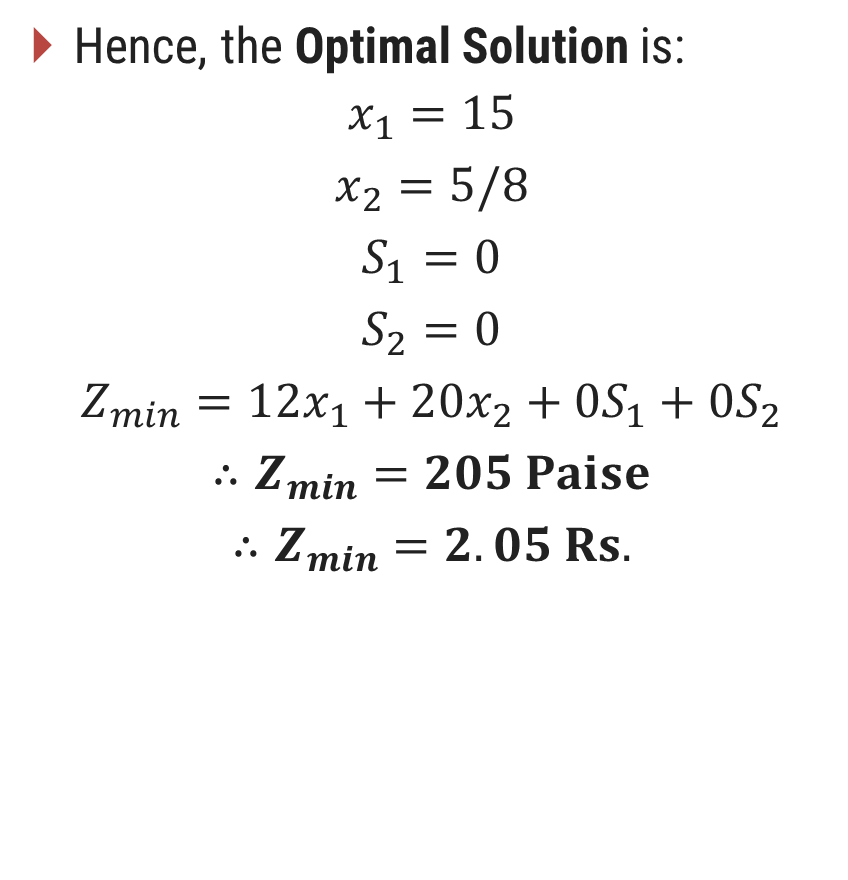 Hence, the Optimal Solution is:
x₁ = 15
x₂ = 5/8
S₁ = 0
S₂ = 0
Zₘᵢₙ = 12x₁ + 20x₂ + 0S₁ + 0S₂
∴ Zₘᵢₙ = 205 Paise
∴ Zₘᵢₙ = 2.05 Rs.